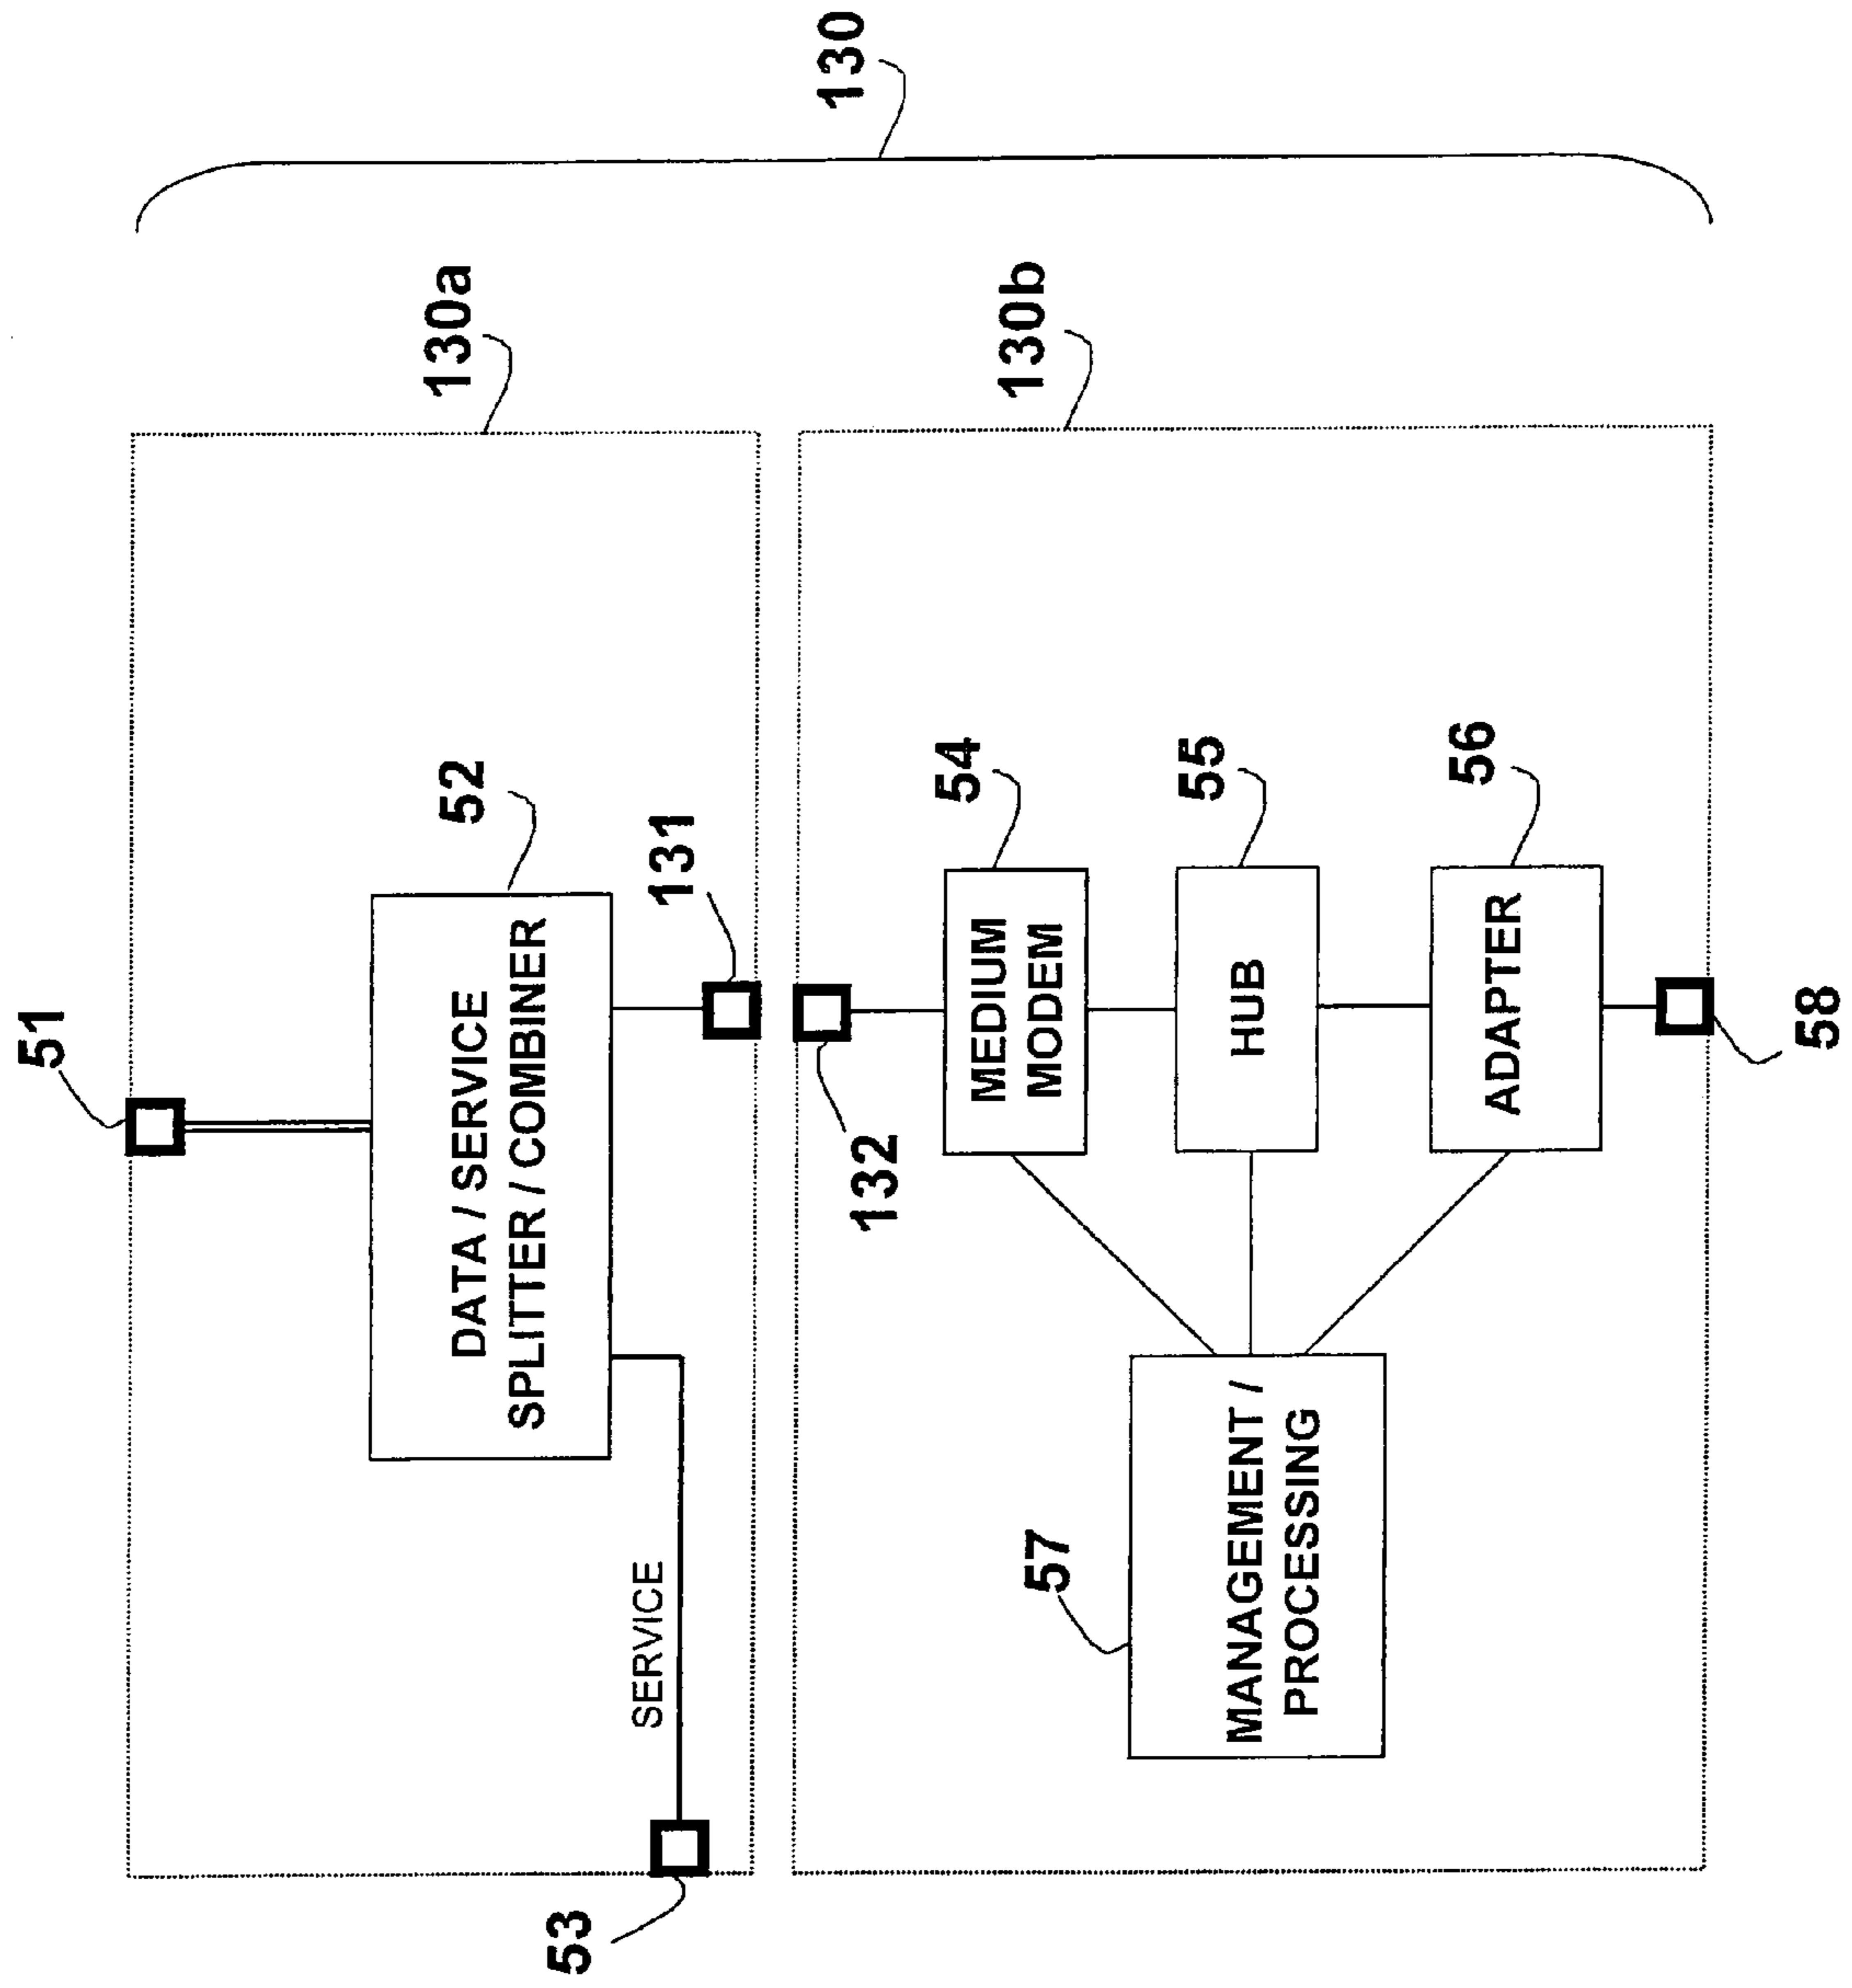 130
130a
130b
51
52
DATA / SERVICE
SPLITTER / COMBINER
131
SERVICE
53
132
54
MEDIUM
MODEM
55
HUB
56
ADAPTER
57
MANAGEMENT /
PROCESSING
58